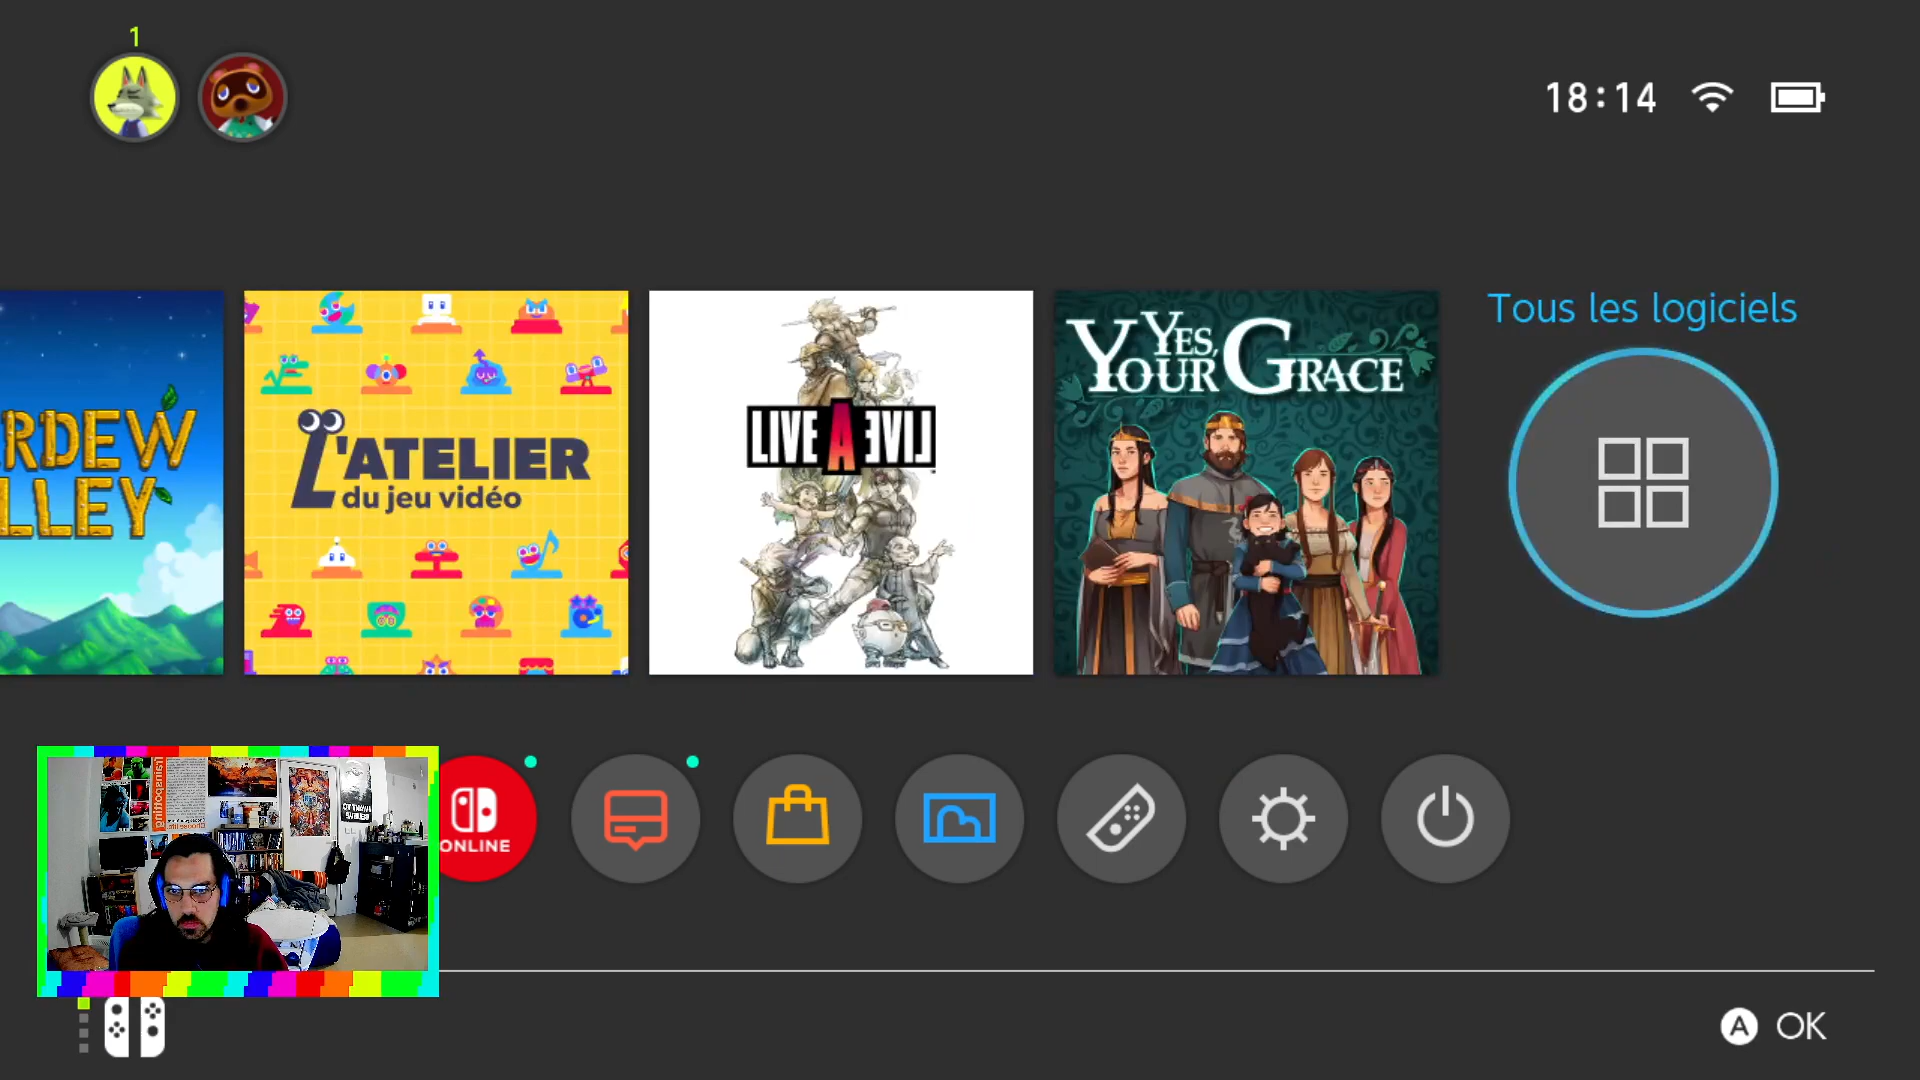 1
18:14
Tous les logiciels
RDEW
LLEY
L'ATELIER
du jeu vidéo
LIVE A LIVE
YES,
YOUR GRACE
Trainspotting
ONLINE
A OK